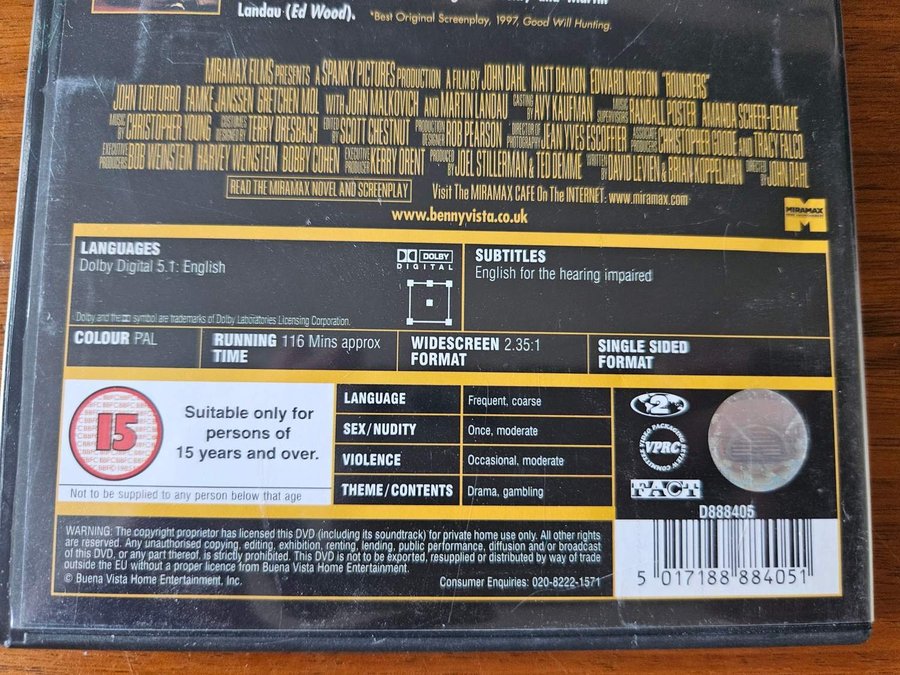 Landau (Ed Wood).
*Best Original Screenplay, 1997, Good Will Hunting.
MIRAMAX FILMS PRESENTS A SPANKY PICTURES PRODUCTION A FILM BY JOHN DAHL MATT DAMON EDWARD NORTON "ROUNDERS"
JOHN TURTURRO FAMKE JANSSEN GRETCHEN MOL WITH JOHN MALKOVICH AND MARTIN LANDAU CASTING BY AVY KAUFMAN MUSIC SUPERVISORS RANDALL POSTER AMANDA SCHEER-DEMME
MUSIC BY CHRISTOPHER YOUNG COSTUMES DESIGNED BY TERRY DRESBACH EDITED BY SCOTT CHESTNUT PRODUCTION DESIGNER ROB PEARSON DIRECTOR OF PHOTOGRAPHY JEAN YVES ESCOFFIER ASSOCIATE PRODUCERS CHRISTOPHER GOODE AND TRACY FALCO
EXECUTIVE PRODUCERS BOB WEINSTEIN HARVEY WEINSTEIN BOBBY COHEN EXECUTIVE PRODUCER KERRY ORENT PRODUCED BY JOEL STILLERMAN & TED DEMME WRITTEN BY DAVID LEVIEN & BRIAN KOPPELMAN DIRECTED BY JOHN DAHL
READ THE MIRAMAX NOVEL AND SCREENPLAY Visit The MIRAMAX CAFE On The INTERNET: www.miramax.com
www.bennyvista.co.uk
MIRAMAX
LANGUAGES
Dolby Digital 5.1: English
DOLBY
DIGITAL
Dolby and the symbol are trademarks of Dolby Laboratories Licensing Corporation.
SUBTITLES
English for the hearing impaired
COLOUR PAL
RUNNING TIME 116 Mins approx
WIDESCREEN FORMAT 2.35:1
SINGLE SIDED FORMAT
15
Suitable only for
persons of
15 years and over.
Not to be supplied to any person below that age
LANGUAGE Frequent, coarse
SEX/NUDITY Once, moderate
VIOLENCE Occasional, moderate
THEME/CONTENTS Drama, gambling
2
VIDEO PACKAGING REVIEW COMMITTEE
VPRC
FACT
D888405
WARNING: The copyright proprietor has licensed this DVD (including its soundtrack) for private home use only. All other rights
are reserved. Any unauthorised copying, editing, exhibition, renting, lending, public performance, diffusion and/or broadcast
of this DVD, or any part thereof, is strictly prohibited. This DVD is not to be exported, resupplied or distributed by way of trade
outside the EU without a proper licence from Buena Vista Home Entertainment.
© Buena Vista Home Entertainment, Inc.
Consumer Enquiries: 020-8222-1571
5 017188 884051